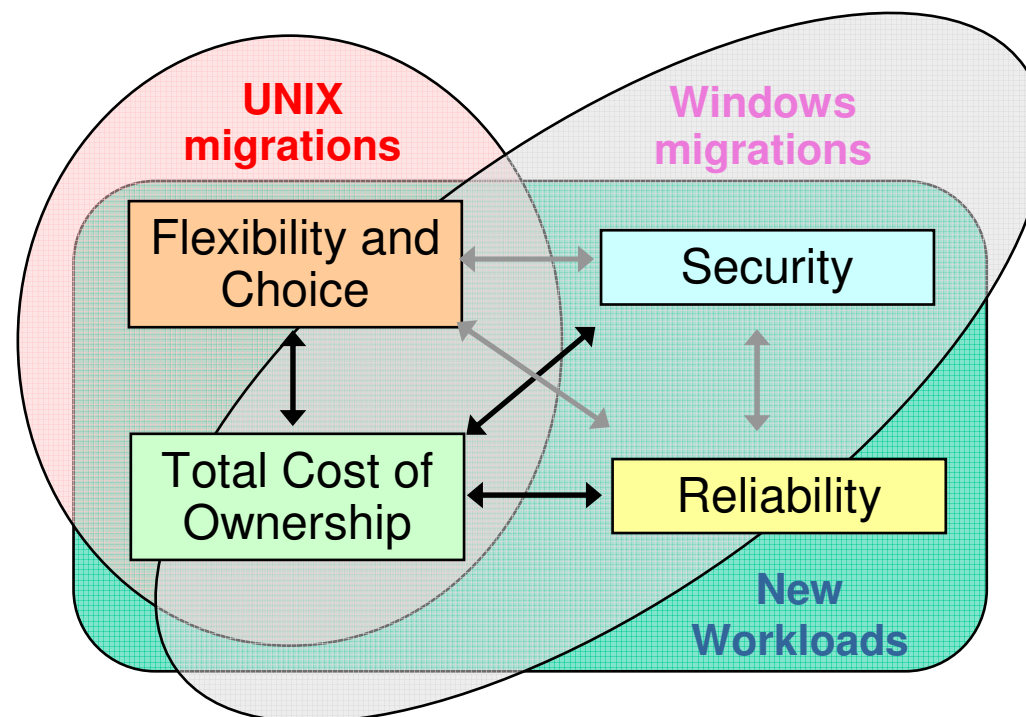 UNIX
migrations
Windows
migrations
Flexibility and
Choice
Security
Total Cost of
Ownership
Reliability
New
Workloads